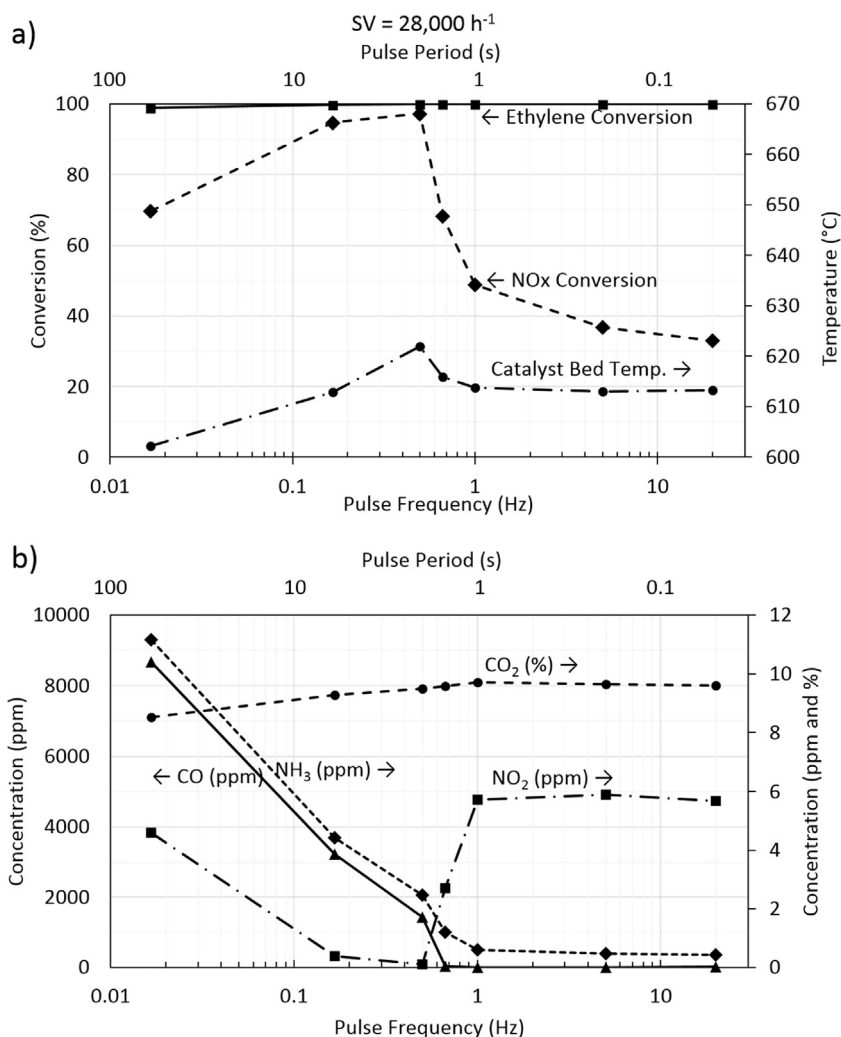 a)
SV = 28,000 h⁻¹
Pulse Period (s)
100 10 1 0.1
100 670
← Ethylene Conversion
660
80
650
60
640
← NOx Conversion
40 630
620
Catalyst Bed Temp. →
20
610
0 600
0.01 0.1 1 10
Pulse Frequency (Hz)
Conversion (%)
Temperature (°C)
b)
Pulse Period (s)
100 10 1 0.1
10000 12
CO₂ (%) →
10
8000
8
6000
← CO (ppm) NH₃ (ppm) → NO₂ (ppm) →
6
4000
4
2000
2
0 0
0.01 0.1 1 10
Pulse Frequency (Hz)
Concentration (ppm)
Concentration (ppm and %)